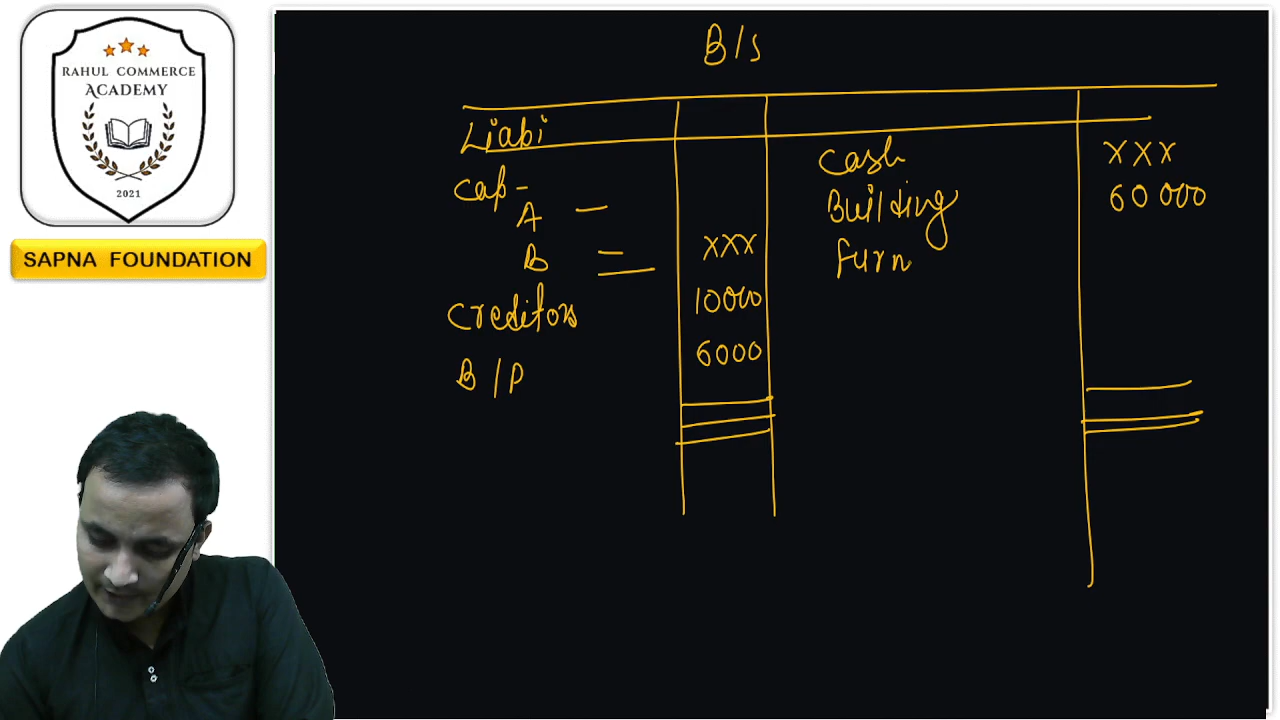 RAHUL COMMERCE
ACADEMY
2021
SAPNA FOUNDATION
B/S
Liabi
Cap-
A -
B = xxx
Creditors 10000
B/P 6000
Cash xxx
Building 60000
Furn